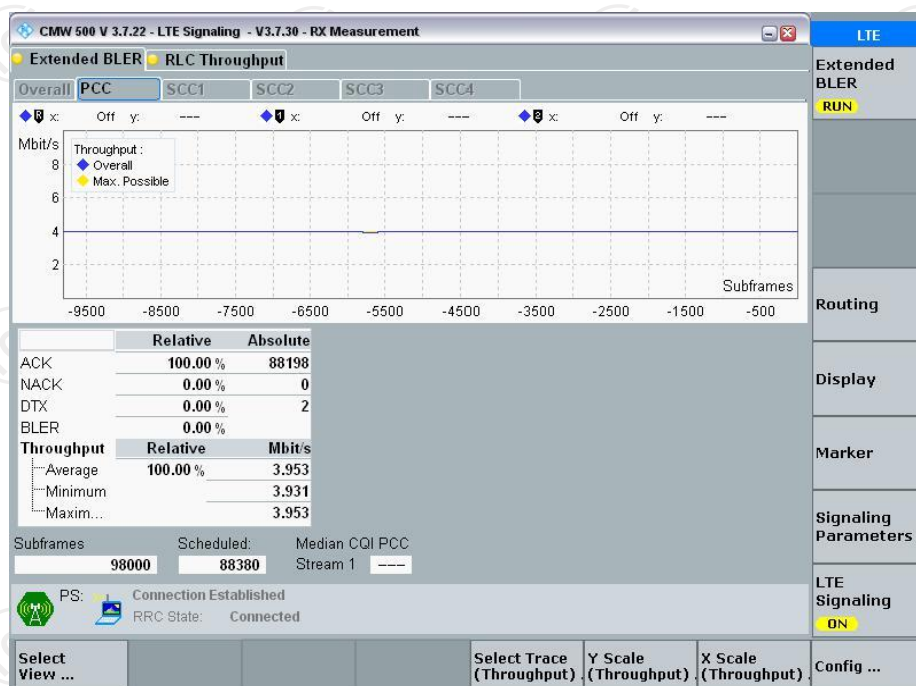 CMW 500 V 3.7.22 - LTE Signaling - V3.7.30 - RX Measurement
LTE
Extended BLER RLC Throughput
Extended BLER
RUN
Overall PCC SCC1 SCC2 SCC3 SCC4
R x: Off y: --- 1 x: Off y: --- 2 x: Off y: ---
Mbit/s
Throughput :
Overall
Max. Possible
8
6
4
2
Subframes
-9500 -8500 -7500 -6500 -5500 -4500 -3500 -2500 -1500 -500
Routing
Relative Absolute
ACK 100.00 % 88198
NACK 0.00 % 0
DTX 0.00 % 2
BLER 0.00 %
Display
Throughput Relative Mbit/s
Average 100.00 % 3.953
Minimum 3.931
Maxim... 3.953
Marker
Signaling Parameters
Subframes Scheduled: Median CQI PCC
98000 88380 Stream 1 ---
PS: Connection Established
RRC State: Connected
LTE Signaling
ON
Select View ...
Select Trace (Throughput)
Y Scale (Throughput)
X Scale (Throughput)
Config ...